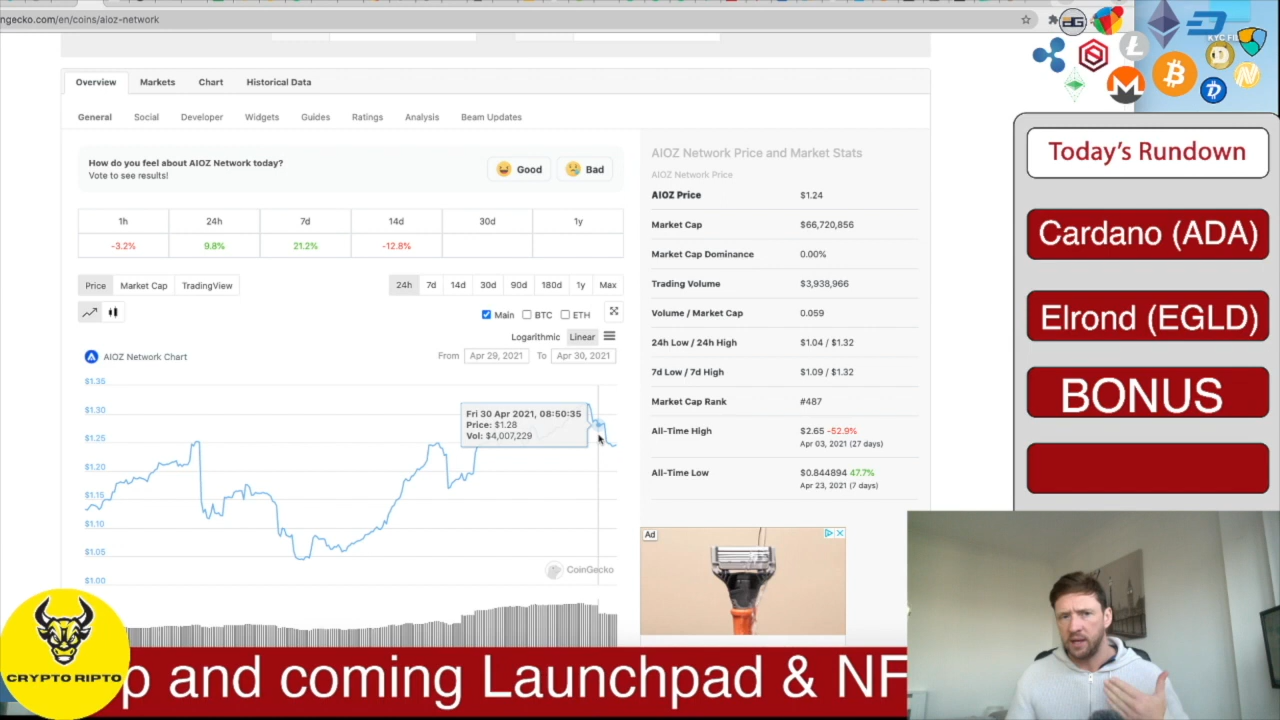 ngecko.com/en/coins/aioz-network
Overview Markets Chart Historical Data
General Social Developer Widgets Guides Ratings Analysis Beam Updates
How do you feel about AIOZ Network today?
Vote to see results!
Good Bad
1h 24h 7d 14d 30d 1y
-3.2% 9.8% 21.2% -12.8%
Price Market Cap TradingView
24h 7d 14d 30d 90d 180d 1y Max
Main BTC ETH
Logarithmic Linear
AIOZ Network Chart
From Apr 29, 2021 To Apr 30, 2021
$1.35
$1.30
$1.25
$1.20
$1.15
$1.10
$1.05
$1.00
Fri 30 Apr 2021, 08:50:35
Price: $1.28
Vol: $4,007,229
CoinGecko
AIOZ Network Price and Market Stats
AIOZ Network Price
AIOZ Price $1.24
Market Cap $66,720,856
Market Cap Dominance 0.00%
Trading Volume $3,938,966
Volume / Market Cap 0.059
24h Low / 24h High $1.04 / $1.32
7d Low / 7d High $1.09 / $1.32
Market Cap Rank #487
All-Time High $2.65 -52.9%
Apr 03, 2021 (27 days)
All-Time Low $0.844894 47.7%
Apr 23, 2021 (7 days)
Ad
KYC FI
Today's Rundown
Cardano (ADA)
Elrond (EGLD)
BONUS
CRYPTO RIPTO
p and coming Launchpad & NF